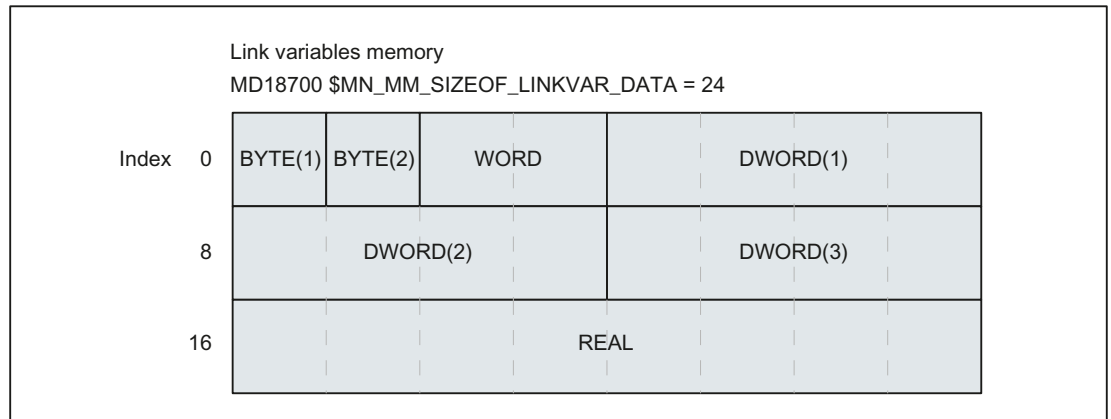 Link variables memory
MD18700 $MN_MM_SIZEOF_LINKVAR_DATA = 24
Index 0 BYTE(1) BYTE(2) WORD DWORD(1)
8 DWORD(2) DWORD(3)
16 REAL